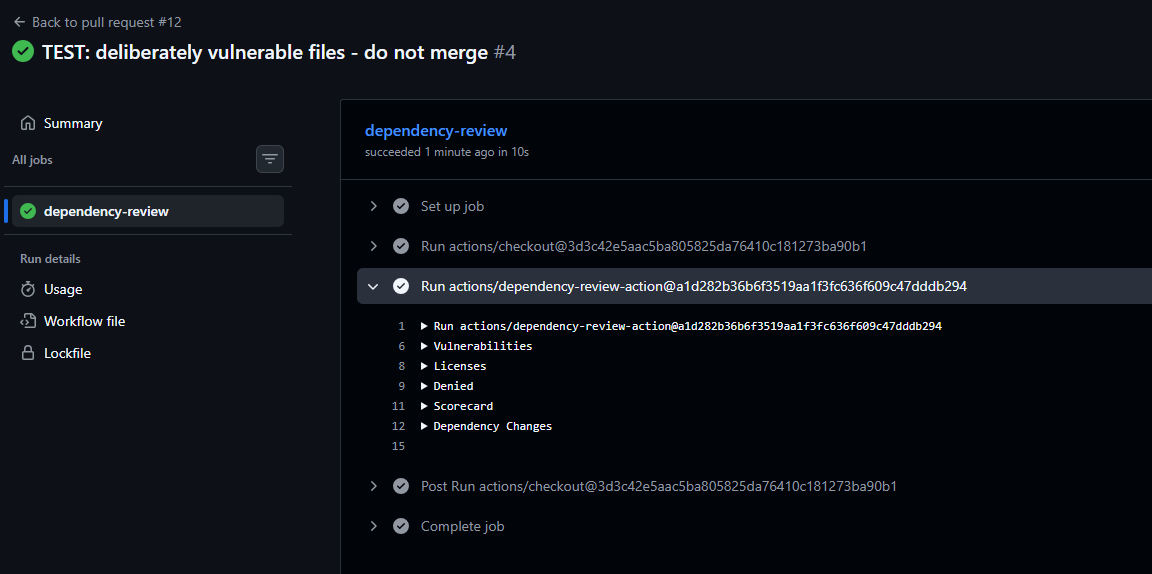 Back to pull request #12
TEST: deliberately vulnerable files - do not merge #4
Summary
All jobs
dependency-review
Run details
Usage
Workflow file
Lockfile
dependency-review
succeeded 1 minute ago in 10s
Set up job
Run actions/checkout@3d3c42e5aac5ba805825da76410c181273ba90b1
Run actions/dependency-review-action@a1d282b36b6f3519aa1f3fc636f609c47dddb294
1 Run actions/dependency-review-action@a1d282b36b6f3519aa1f3fc636f609c47dddb294
6 Vulnerabilities
8 Licenses
9 Denied
11 Scorecard
12 Dependency Changes
15
Post Run actions/checkout@3d3c42e5aac5ba805825da76410c181273ba90b1
Complete job